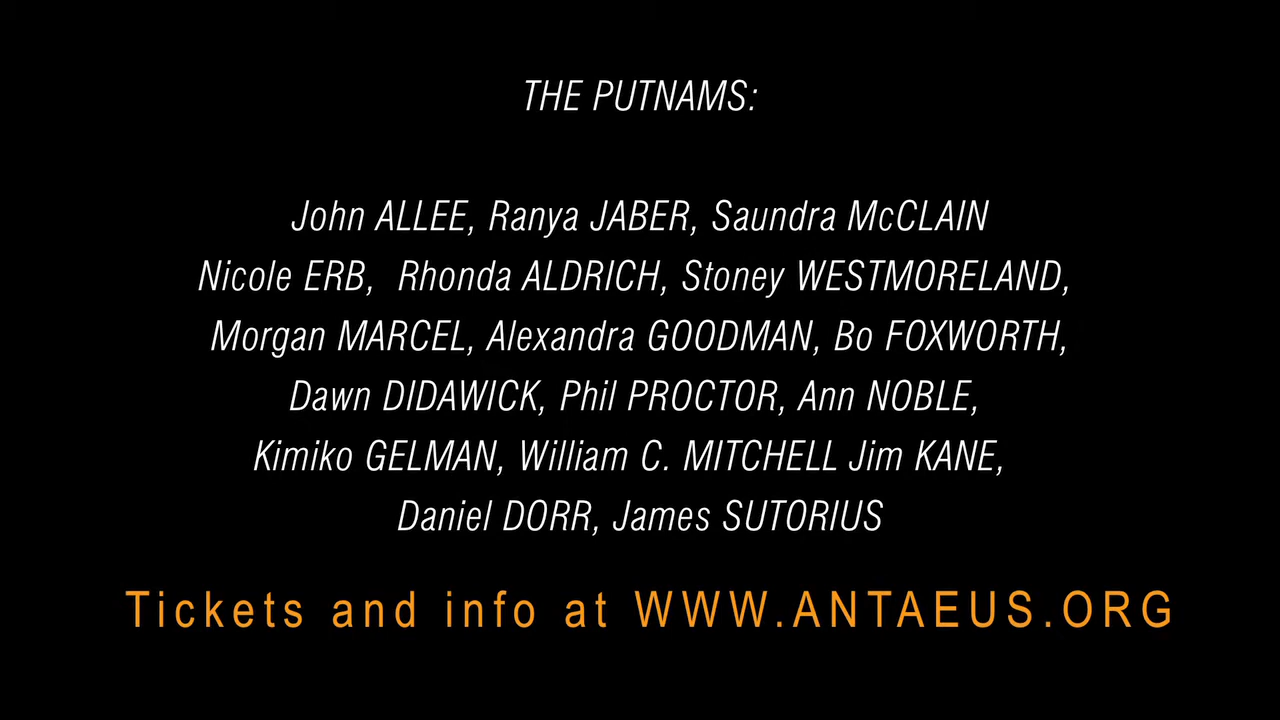 THE PUTNAMS:
John ALLEE, Ranya JABER, Saundra McCLAIN
Nicole ERB, Rhonda ALDRICH, Stoney WESTMORELAND,
Morgan MARCEL, Alexandra GOODMAN, Bo FOXWORTH,
Dawn DIDAWICK, Phil PROCTOR, Ann NOBLE,
Kimiko GELMAN, William C. MITCHELL Jim KANE,
Daniel DORR, James SUTORIUS
Tickets and info at WWW.ANTAEUS.ORG